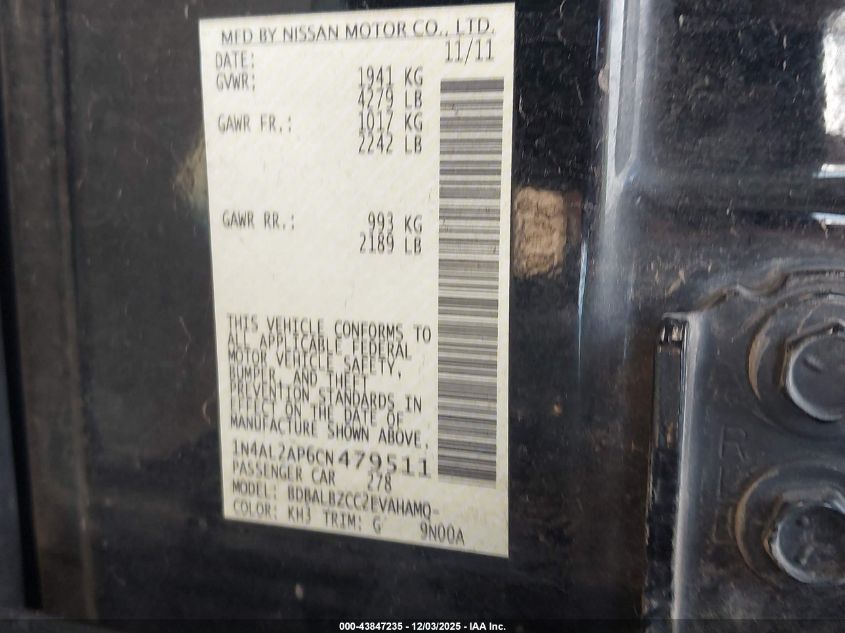 MFD BY NISSAN MOTOR CO., LTD.
DATE: 11/11
GVWR: 1941 KG
4279 LB
GAWR FR.: 1017 KG
2242 LB
GAWR RR.: 993 KG
2189 LB
THIS VEHICLE CONFORMS TO
ALL APPLICABLE FEDERAL
MOTOR VEHICLE SAFETY,
BUMPER, AND THEFT
PREVENTION STANDARDS IN
EFFECT ON THE DATE OF
MANUFACTURE SHOWN ABOVE.
1N4AL2AP6CN479511
PASSENGER CAR 278
MODEL: BDBALBZCC2EVAHAMQ-
COLOR: KH3 TRIM: G 9N00A
000-43847235 - 12/03/2025 - IAA Inc.